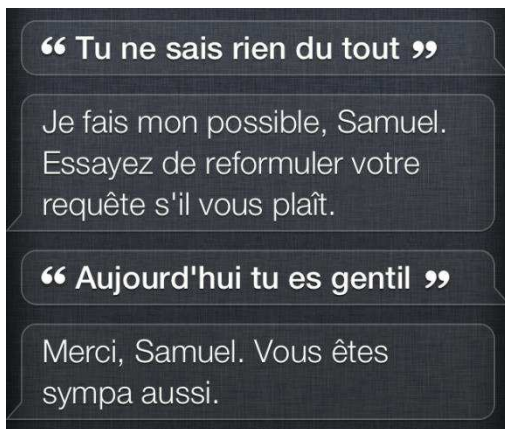 “ Tu ne sais rien du tout ”
Je fais mon possible, Samuel.
Essayez de reformuler votre
requête s'il vous plaît.
“ Aujourd'hui tu es gentil ”
Merci, Samuel. Vous êtes
sympa aussi.